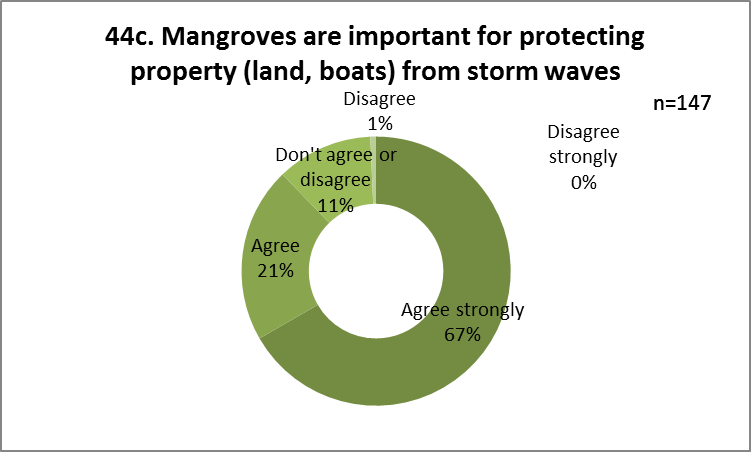 44c. Mangroves are important for protecting
property (land, boats) from storm waves
n=147
Disagree
1%
Disagree
strongly
0%
Don't agree or
disagree
11%
Agree
21%
Agree strongly
67%